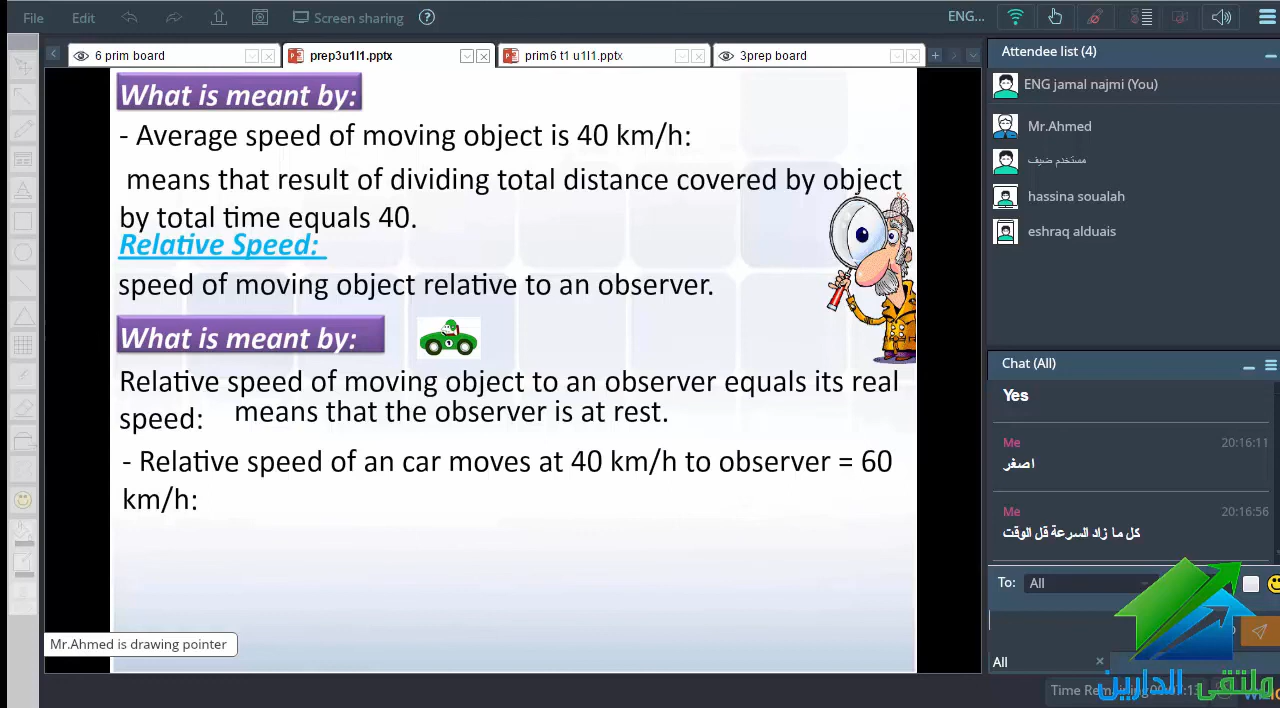 File Edit Screen sharing ? ENG...
6 prim board prep3u1l1.pptx prim6 t1 u1l1.pptx 3prep board
Attendee list (4)
ENG jamal najmi (You)
Mr.Ahmed
مستخدم ضيف
hassina soualah
eshraq alduais
What is meant by:
- Average speed of moving object is 40 km/h:
means that result of dividing total distance covered by object
by total time equals 40.
Relative Speed:
speed of moving object relative to an observer.
What is meant by:
Relative speed of moving object to an observer equals its real
speed: means that the observer is at rest.
- Relative speed of an car moves at 40 km/h to observer = 60
km/h:
Mr.Ahmed is drawing pointer
Chat (All)
Yes
Me 20:16:11
اصغر
Me 20:16:56
كل ما زاد السرعة قل الوقت
To: All
All
ملتقى الدارين